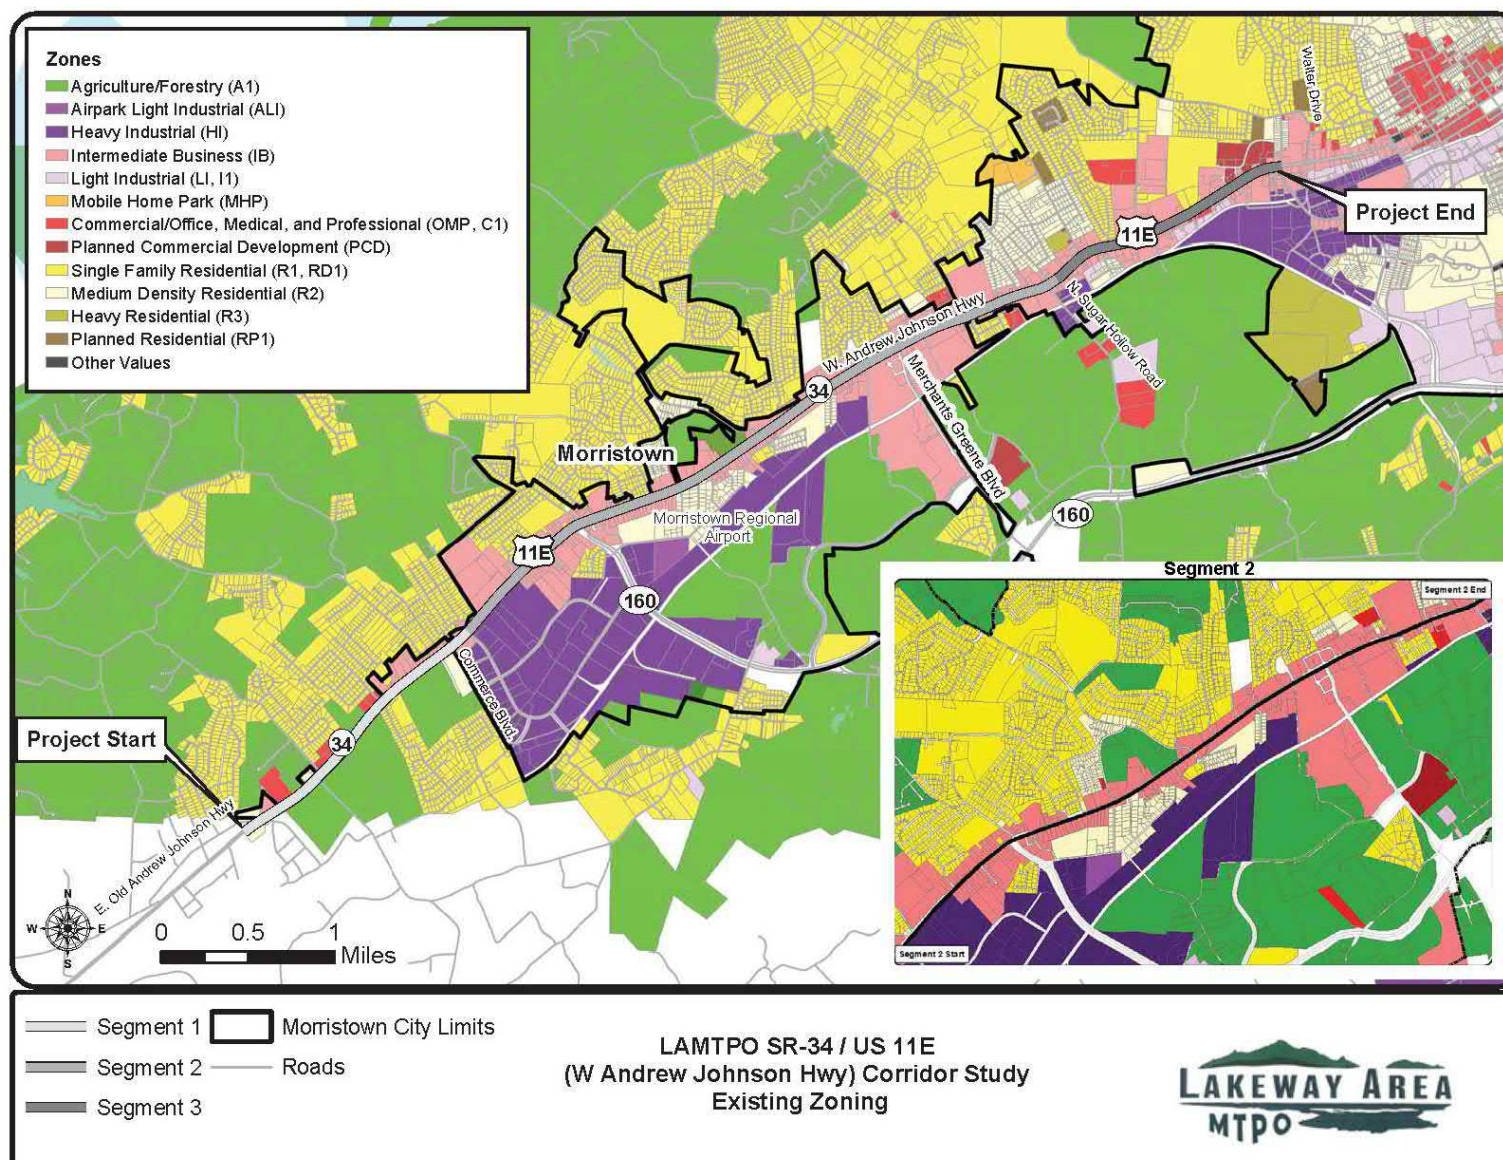 Zones
Agriculture/Forestry (A1)
Airpark Light Industrial (ALI)
Heavy Industrial (HI)
Intermediate Business (IB)
Light Industrial (LI, I1)
Mobile Home Park (MHP)
Commercial/Office, Medical, and Professional (OMP, C1)
Planned Commercial Development (PCD)
Single Family Residential (R1, RD1)
Medium Density Residential (R2)
Heavy Residential (R3)
Planned Residential (RP1)
Other Values
Walter Drive
Project End
11E
N. Sugar Hollow Road
W. Andrew Johnson Hwy
34
Merchants Greene Blvd
Morristown
160
Morristown Regional
Airport
11E
160
Commerce Blvd.
Project Start
34
E. Old Andrew Johnson Hwy
Segment 2
Segment 2 End
Segment 2 Start
N
W E
S
0 0.5 1
Miles
Segment 1
Segment 2
Segment 3
Morristown City Limits
Roads
LAMTPO SR-34 / US 11E
(W Andrew Johnson Hwy) Corridor Study
Existing Zoning
LAKEWAY AREA
MTPO